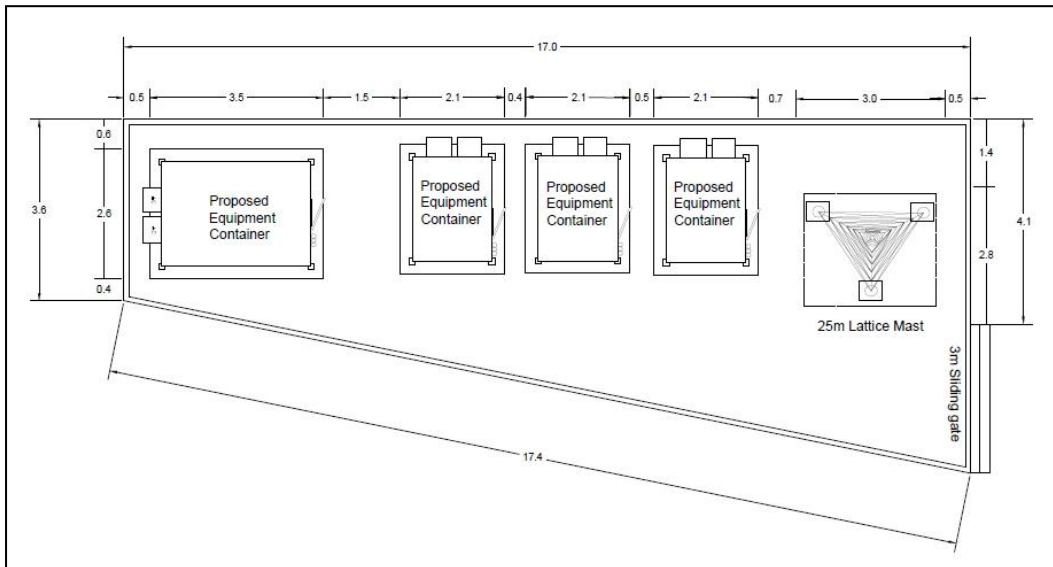 17.0
0.5
3.5
1.5
2.1
0.4
2.1
0.5
2.1
0.7
3.0
0.5
0.6
2.6
0.4
3.6
1.4
2.8
4.1
Proposed
Equipment
Container
Proposed
Equipment
Container
Proposed
Equipment
Container
Proposed
Equipment
Container
25m Lattice Mast
3m Sliding gate
17.4